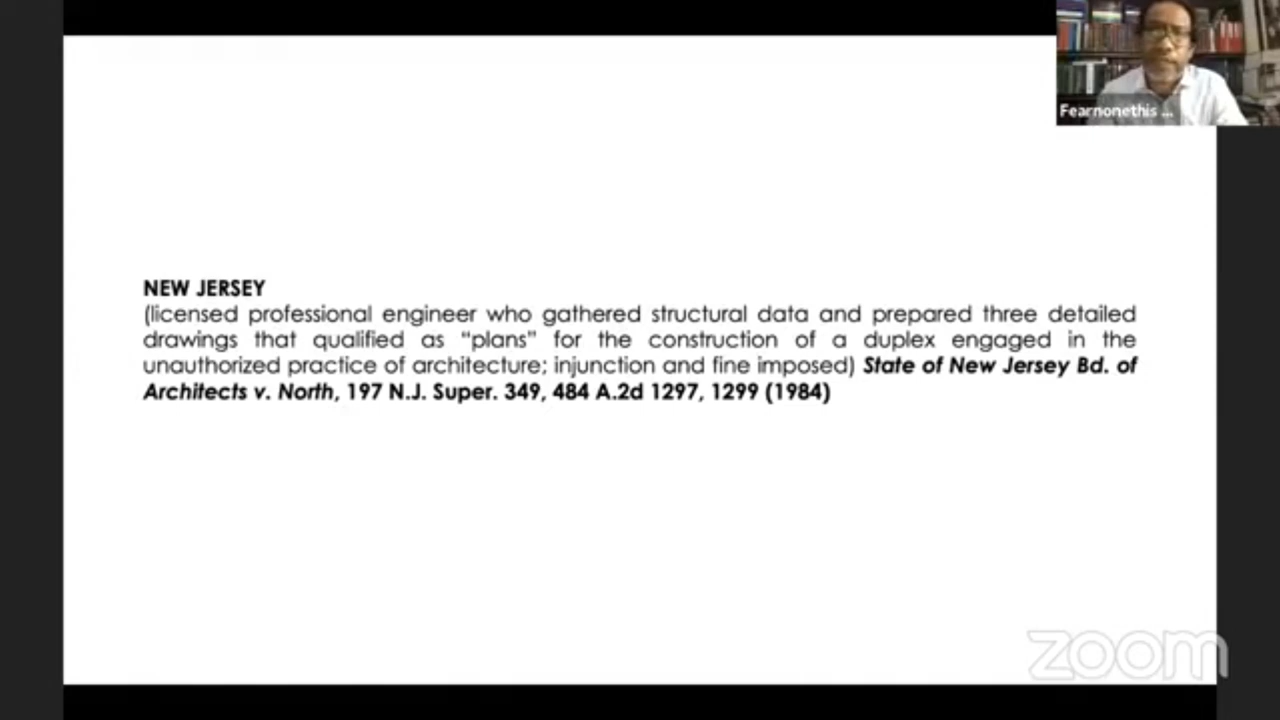 Fearnonethis ...
NEW JERSEY
(licensed professional engineer who gathered structural data and prepared three detailed
drawings that qualified as “plans” for the construction of a duplex engaged in the
unauthorized practice of architecture; injunction and fine imposed) State of New Jersey Bd. of
Architects v. North, 197 N.J. Super. 349, 484 A.2d 1297, 1299 (1984)
zoom